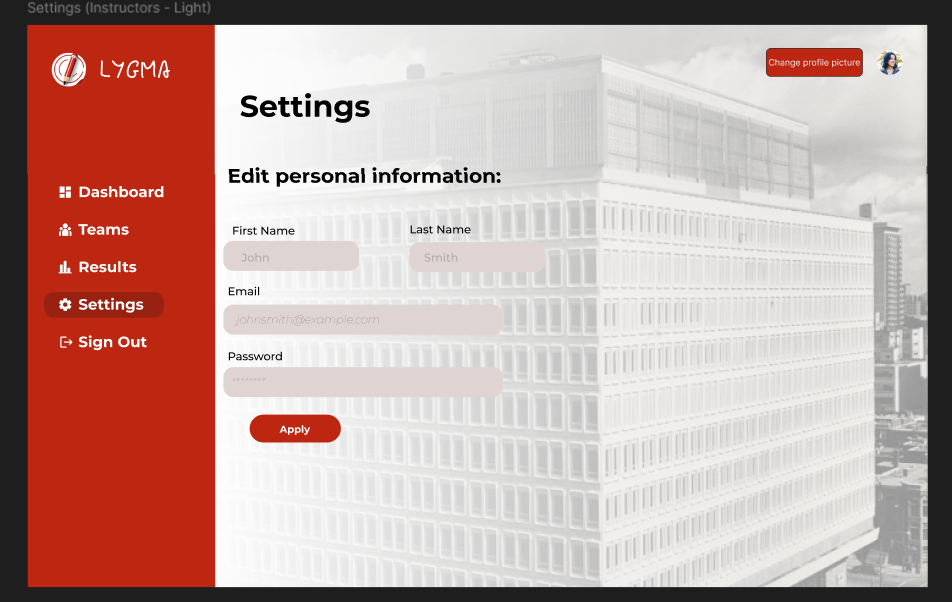 Settings (Instructors - Light)
LYGMA
Change profile picture
Settings
Dashboard
Teams
Results
Settings
Sign Out
Edit personal information:
First Name
Last Name
John
Smith
Email
johnsmith@example.com
Password
********
Apply